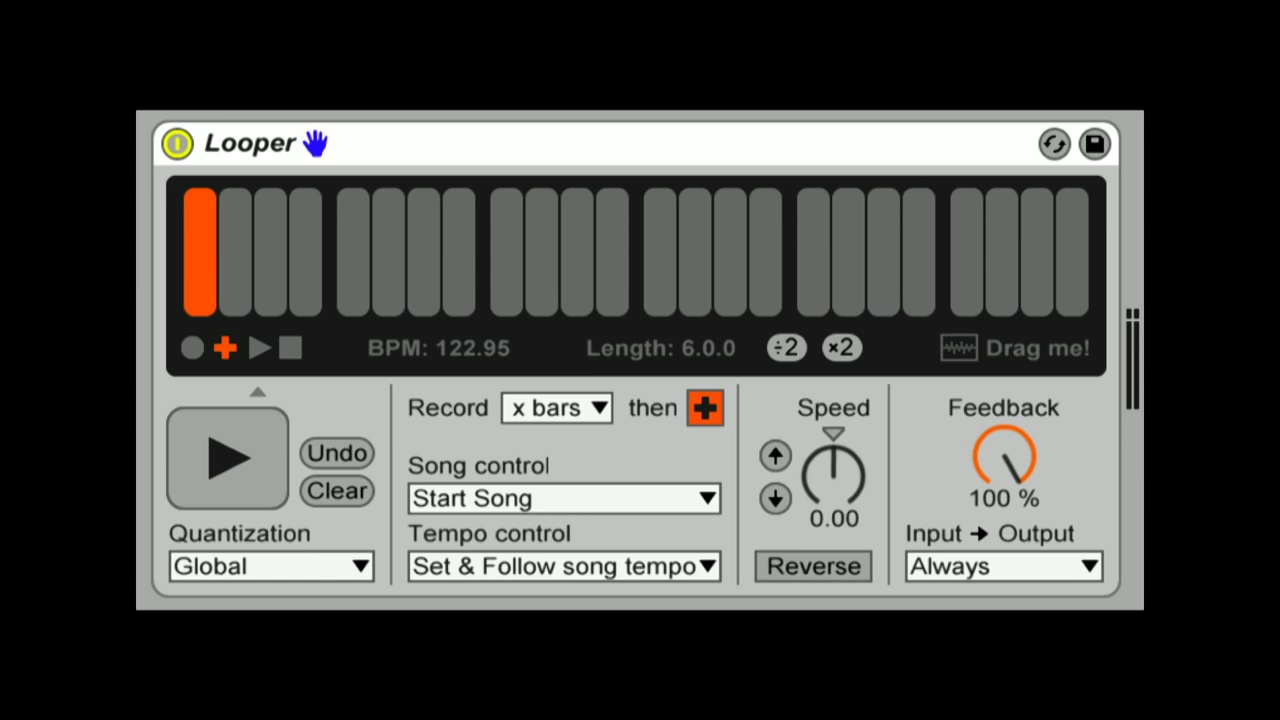 Looper
BPM: 122.95 Length: 6.0.0 ÷2 ×2 Drag me!
Record x bars then Speed Feedback
Undo
Clear
Song control
Start Song
0.00
100 %
Quantization Tempo control Input → Output
Global Set & Follow song tempo Reverse Always